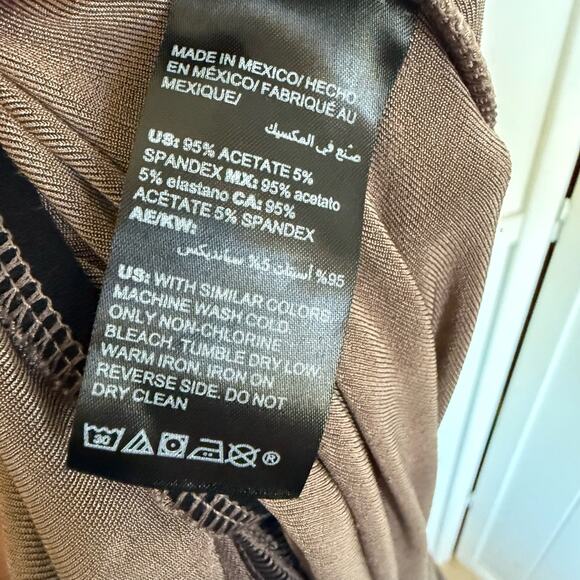 MADE IN MEXICO/ HECHO
EN MÉXICO/ FABRIQUÉ AU
MEXIQUE/
صنع في المكسيك
US: 95% ACETATE 5%
SPANDEX MX: 95% acetato
5% elastano CA: 95%
ACÉTATE 5% SPANDEX
AE/KW:
95% أستات 5% سباندیكس
US: WITH SIMILAR COLORS
MACHINE WASH COLD.
ONLY NON-CHLORINE
BLEACH. TUMBLE DRY LOW.
WARM IRON. IRON ON
REVERSE SIDE. DO NOT
DRY CLEAN
30 ®